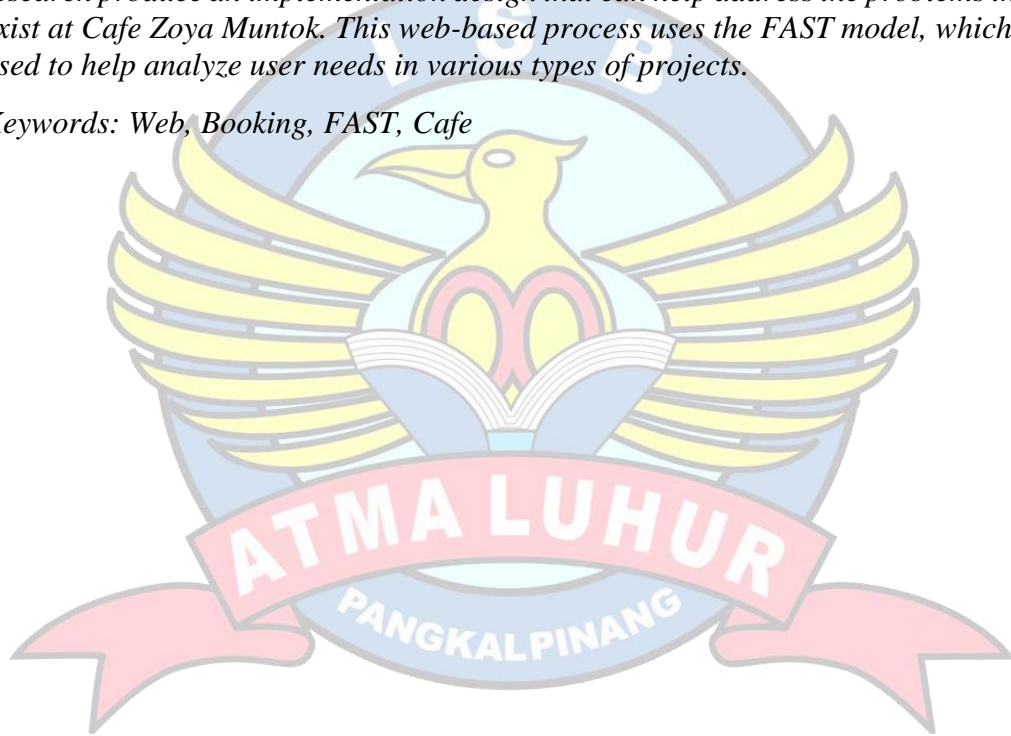 research produce an implementation design that can help address the problems
exist at Cafe Zoya Muntok. This web-based process uses the FAST model, which
used to help analyze user needs in various types of projects.
Keywords: Web, Booking, FAST, Cafe
I S B
ATMA LUHUR
PANGKALPINANG